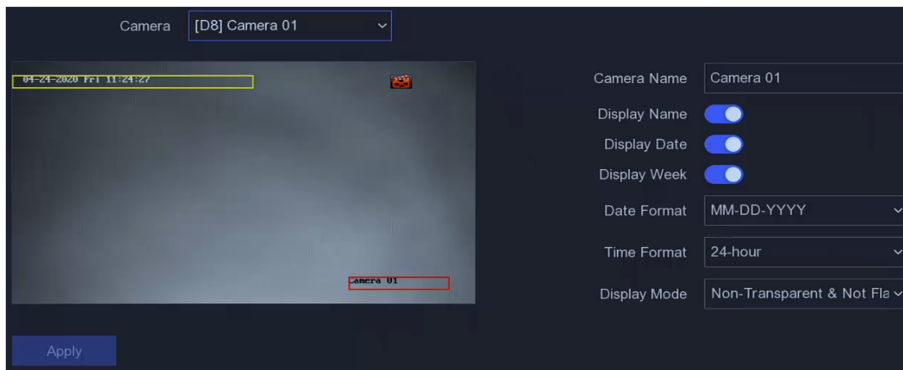 Camera [D8] Camera 01
04-24-2020 Fri 11:24:27
Camera 01
Camera Name Camera 01
Display Name
Display Date
Display Week
Date Format MM-DD-YYYY
Time Format 24-hour
Display Mode Non-Transparent & Not Fla
Apply